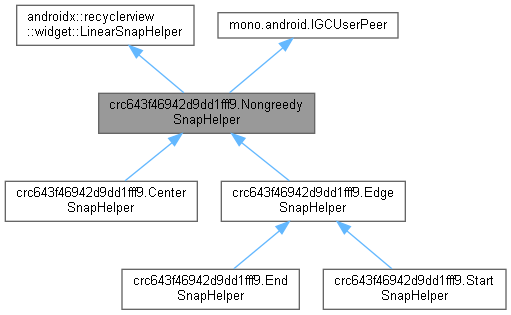 androidx::recyclerview
::widget::LinearSnapHelper
mono.android.IGCUserPeer
crc643f46942d9dd1fff9.Nongreedy
SnapHelper
crc643f46942d9dd1fff9.Center
SnapHelper
crc643f46942d9dd1fff9.Edge
SnapHelper
crc643f46942d9dd1fff9.End
SnapHelper
crc643f46942d9dd1fff9.Start
SnapHelper